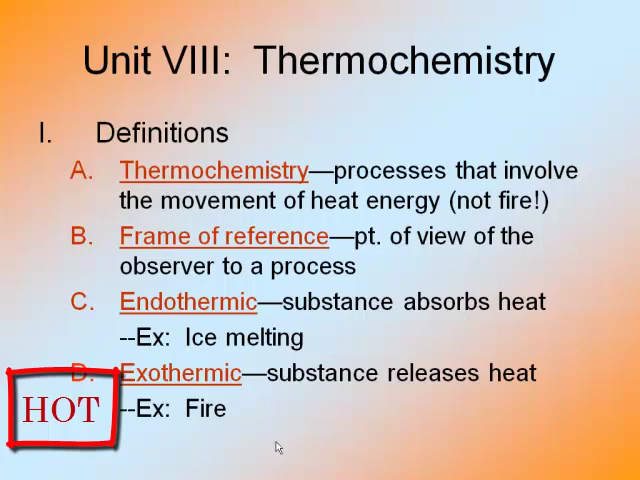 Unit VIII: Thermochemistry
I. Definitions
A. Thermochemistry—processes that involve
the movement of heat energy (not fire!)
B. Frame of reference—pt. of view of the
observer to a process
C. Endothermic—substance absorbs heat
--Ex: Ice melting
D. Exothermic—substance releases heat
HOT
--Ex: Fire